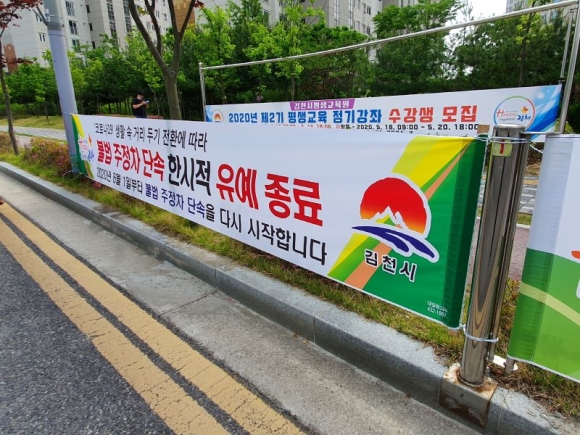 김천시평생교육원
2020년 제2기 평생교육 정기강좌 수강생 모집
2020. 5. 18, 09:00 - 5. 20, 18:00
Happy
김천
코로나19 생활 속 거리 두기 전환에 따라
불법 주정차 단속 한시적 유예 종료
2020년 6월 1일부터 불법 주정차 단속을 다시 시작합니다
김천시